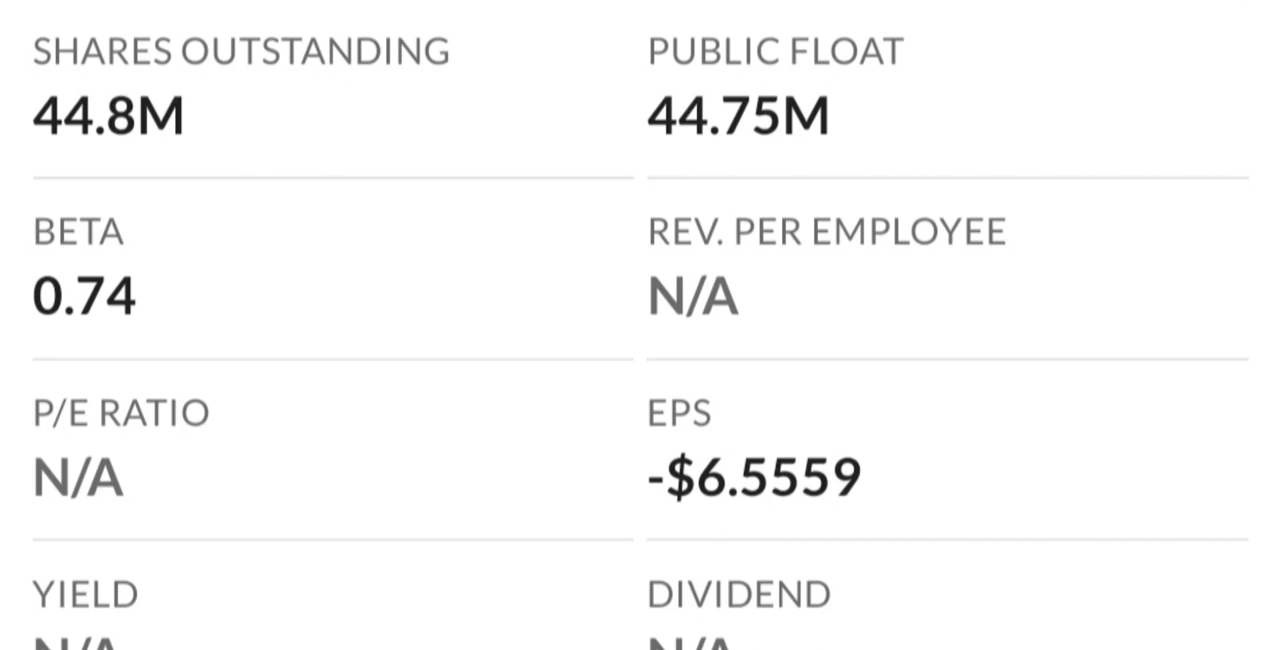 SHARES OUTSTANDING
44.8M
PUBLIC FLOAT
44.75M
BETA
0.74
REV. PER EMPLOYEE
N/A
P/E RATIO
N/A
EPS
-$6.5559
YIELD
N/A
DIVIDEND
N/A